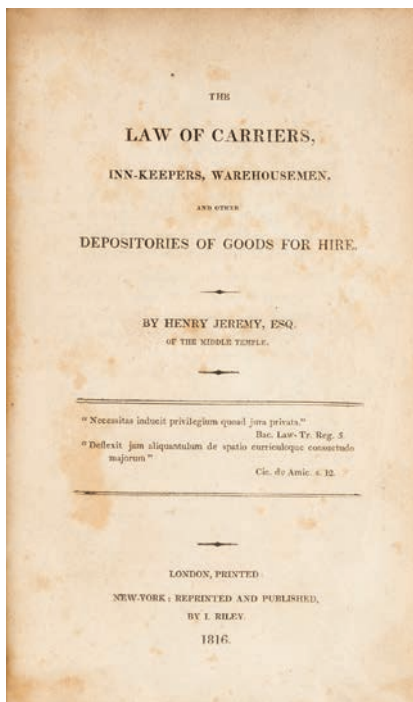 THE
LAW OF CARRIERS,
INN-KEEPERS, WAREHOUSEMEN,
AND OTHER
DEPOSITORIES OF GOODS FOR HIRE.
BY HENRY JEREMY, ESQ.
OF THE MIDDLE TEMPLE.
"Necessitas inducit privilegium quoad jura privata."
Bac. Law-Tr. Reg. 5.
"Deflexit jam aliquantulum de spatio curriculoque consuetudo
majorum"
Cic. de Amic. s. 12.
LONDON, PRINTED:
NEW-YORK: REPRINTED AND PUBLISHED,
BY I. RILEY.
1816.